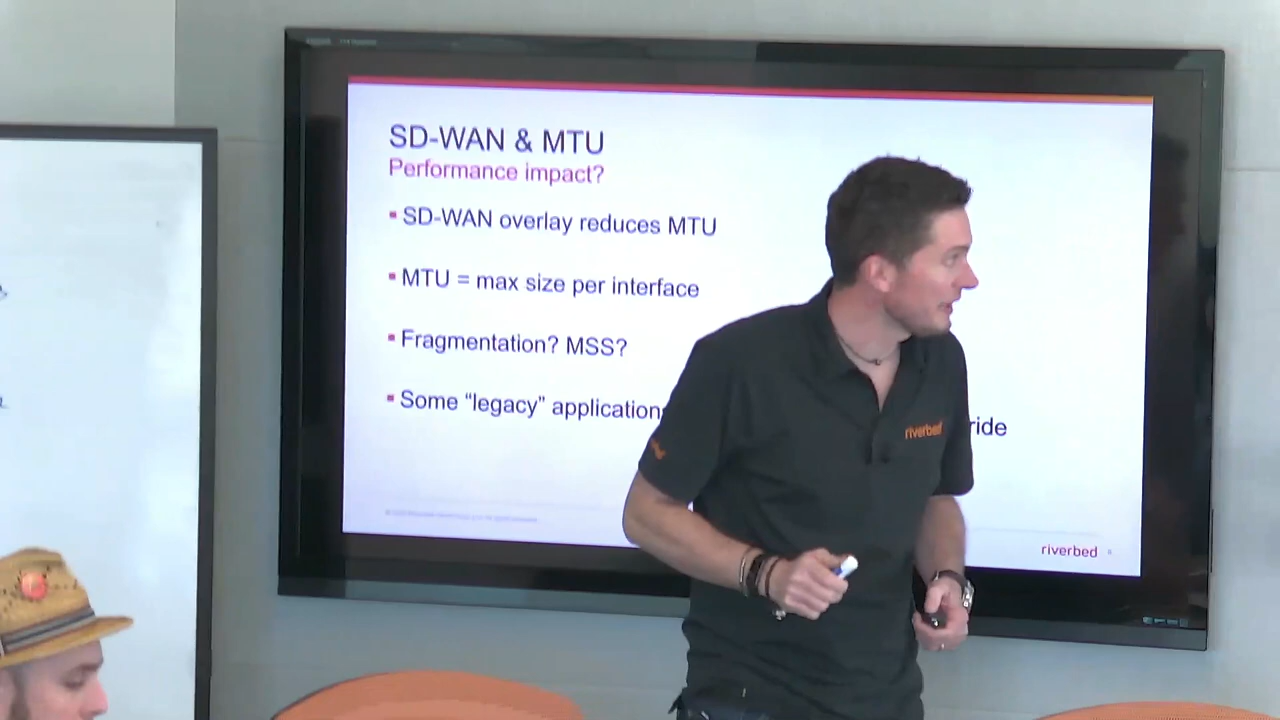 SD-WAN & MTU
Performance impact?
SD-WAN overlay reduces MTU
MTU = max size per interface
Fragmentation? MSS?
Some “legacy” applications
ride
riverbed
riverbed